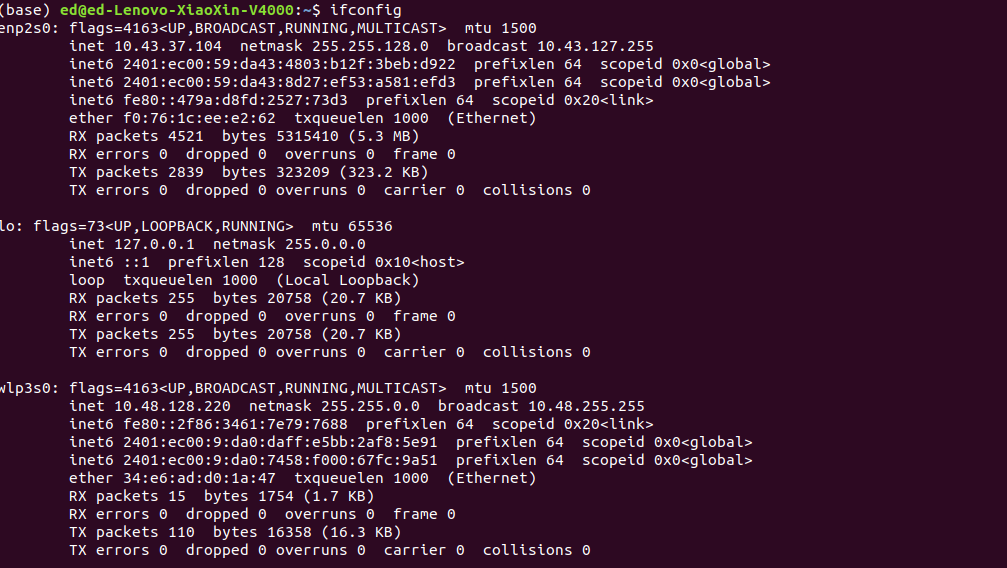 (base) ed@ed-Lenovo-XiaoXin-V4000:~$ ifconfig
enp2s0: flags=4163<UP,BROADCAST,RUNNING,MULTICAST>  mtu 1500
        inet 10.43.37.104  netmask 255.255.128.0  broadcast 10.43.127.255
        inet6 2401:ec00:59:da43:4803:b12f:3beb:d922  prefixlen 64  scopeid 0x0<global>
        inet6 2401:ec00:59:da43:8d27:ef53:a581:efd3  prefixlen 64  scopeid 0x0<global>
        inet6 fe80::479a:d8fd:2527:73d3  prefixlen 64  scopeid 0x20<link>
        ether f0:76:1c:ee:e2:62  txqueuelen 1000  (Ethernet)
        RX packets 4521  bytes 5315410 (5.3 MB)
        RX errors 0  dropped 0  overruns 0  frame 0
        TX packets 2839  bytes 323209 (323.2 KB)
        TX errors 0  dropped 0 overruns 0  carrier 0  collisions 0

lo: flags=73<UP,LOOPBACK,RUNNING>  mtu 65536
        inet 127.0.0.1  netmask 255.0.0.0
        inet6 ::1  prefixlen 128  scopeid 0x10<host>
        loop  txqueuelen 1000  (Local Loopback)
        RX packets 255  bytes 20758 (20.7 KB)
        RX errors 0  dropped 0  overruns 0  frame 0
        TX packets 255  bytes 20758 (20.7 KB)
        TX errors 0  dropped 0 overruns 0  carrier 0  collisions 0

wlp3s0: flags=4163<UP,BROADCAST,RUNNING,MULTICAST>  mtu 1500
        inet 10.48.128.220  netmask 255.255.0.0  broadcast 10.48.255.255
        inet6 fe80::2f86:3461:7e79:7688  prefixlen 64  scopeid 0x20<link>
        inet6 2401:ec00:9:da0:daff:e5bb:2af8:5e91  prefixlen 64  scopeid 0x0<global>
        inet6 2401:ec00:9:da0:7458:f000:67fc:9a51  prefixlen 64  scopeid 0x0<global>
        ether 34:e6:ad:d0:1a:47  txqueuelen 1000  (Ethernet)
        RX packets 15  bytes 1754 (1.7 KB)
        RX errors 0  dropped 0  overruns 0  frame 0
        TX packets 110  bytes 16358 (16.3 KB)
        TX errors 0  dropped 0 overruns 0  carrier 0  collisions 0